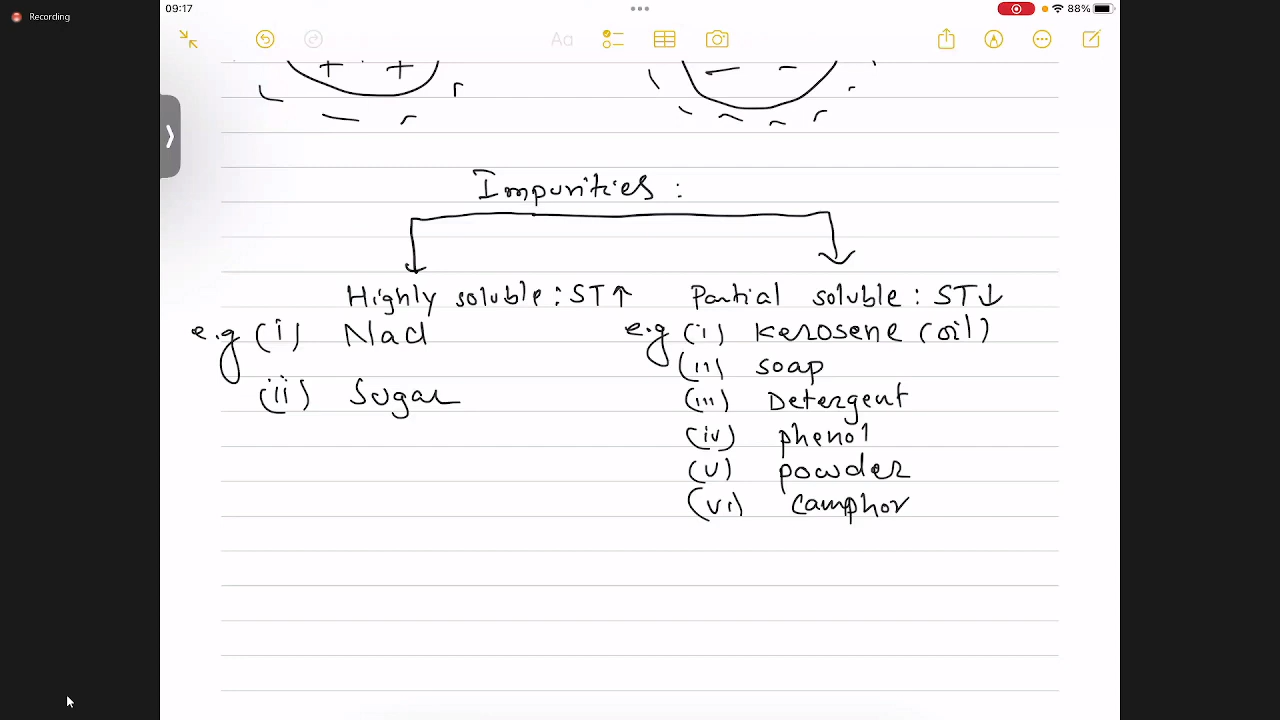 Recording
09:17
88%
Aa
Impurities :
Highly soluble : ST↑
e.g (i) NaCl
(ii) Sugar
Partial soluble : ST↓
e.g (i) Kerosene (oil)
(ii) soap
(iii) Detergent
(iv) phenol
(v) powder
(vi) camphor